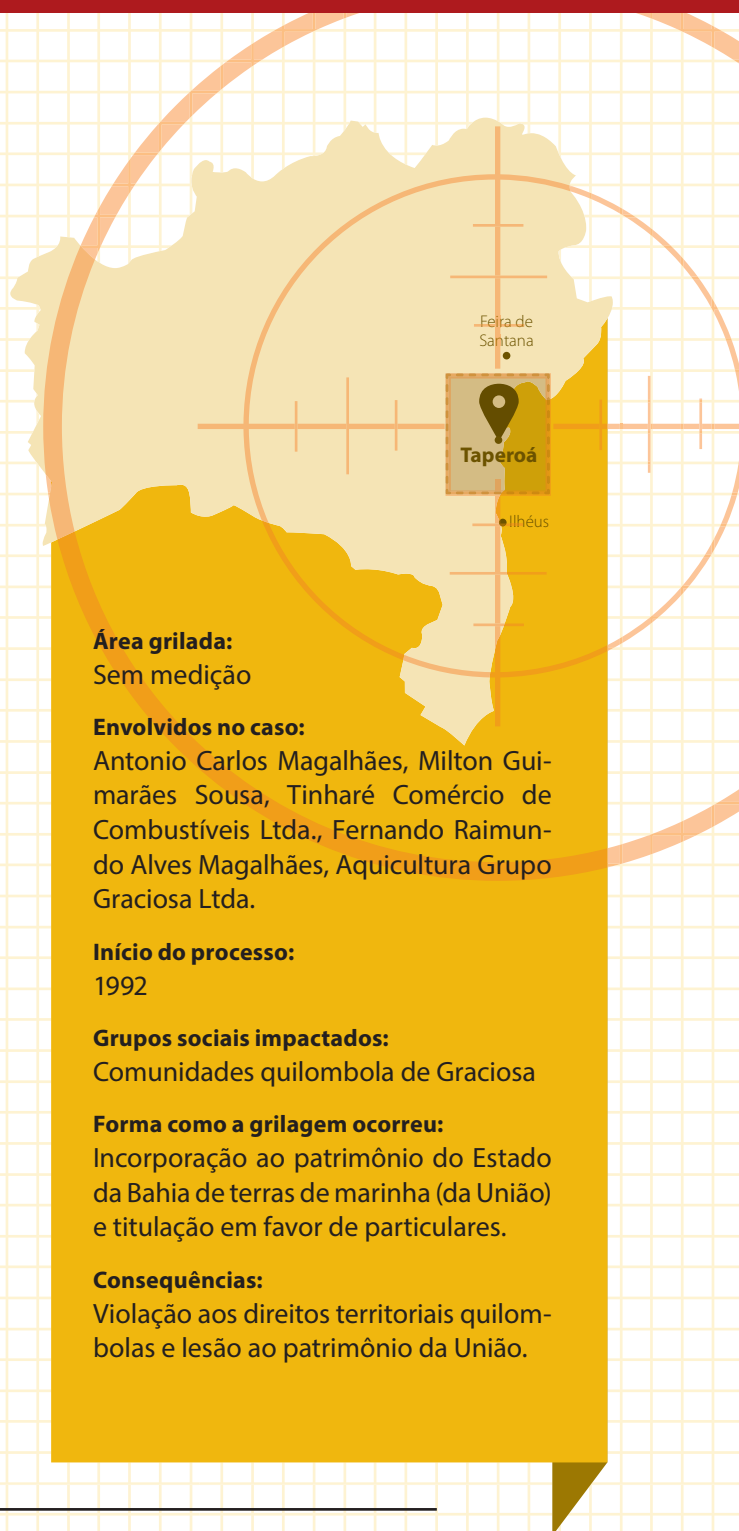 Feira de
Santana
Taperoá
Ilhéus
Área grilada:
Sem medição
Envolvidos no caso:
Antonio Carlos Magalhães, Milton Gui-
marães Sousa, Tinharé Comércio de
Combustíveis Ltda., Fernando Raimun-
do Alves Magalhães, Aquicultura Grupo
Graciosa Ltda.
Início do processo:
1992
Grupos sociais impactados:
Comunidades quilombola de Graciosa
Forma como a grilagem ocorreu:
Incorporação ao patrimônio do Estado
da Bahia de terras de marinha (da União)
e titulação em favor de particulares.
Consequências:
Violação aos direitos territoriais quilom-
bolas e lesão ao patrimônio da União.